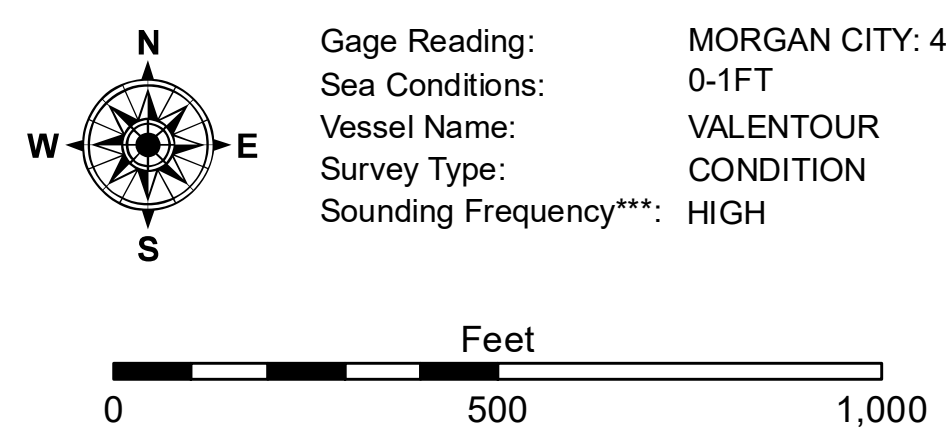 N
W E
S
Gage Reading: MORGAN CITY: 4
Sea Conditions: 0-1FT
Vessel Name: VALENTOUR
Survey Type: CONDITION
Sounding Frequency***: HIGH
Feet
0 500 1,000